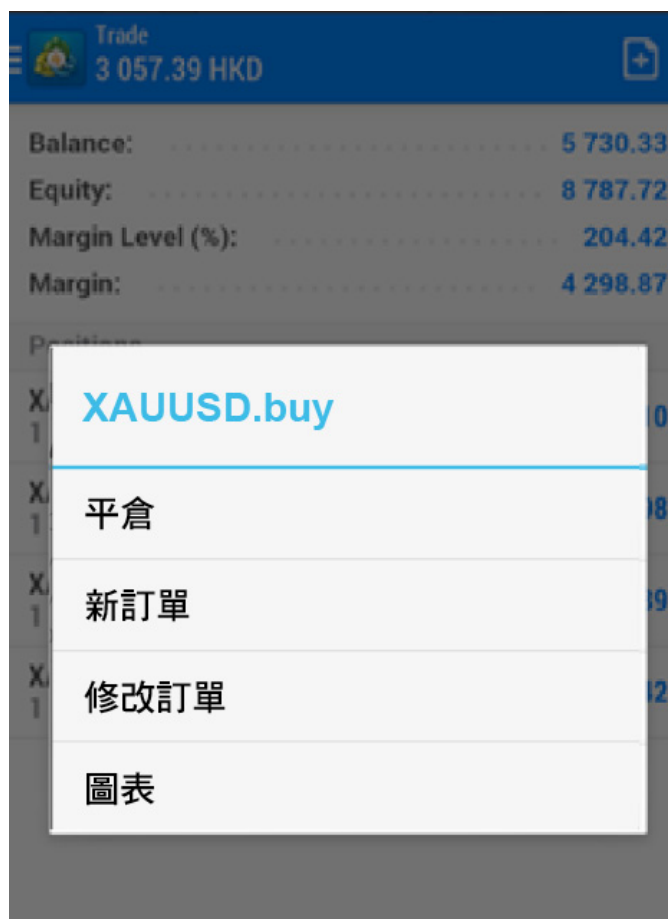 Trade
3 057.39 HKD
Balance: 5 730.33
Equity: 8 787.72
Margin Level (%): 204.42
Margin: 4 298.87
Positions
XAUUSD.buy
平倉
新訂單
修改訂單
圖表